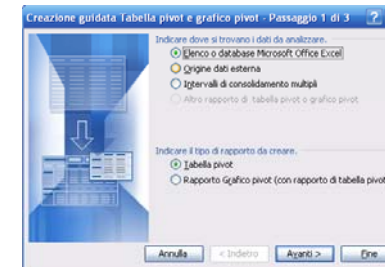 Creazione guidata Tabella pivot e grafico pivot - Passaggio 1 di 3
Indicare dove si trovano i dati da analizzare.
Elenco o database Microsoft Office Excel
Origine dati esterna
Intervalli di consolidamento multipli
Altro rapporto di tabella pivot o grafico pivot
Indicare il tipo di rapporto da creare.
Tabella pivot
Rapporto Grafico pivot (con rapporto di tabella pivot
Annulla < Indietro Avanti > Fine